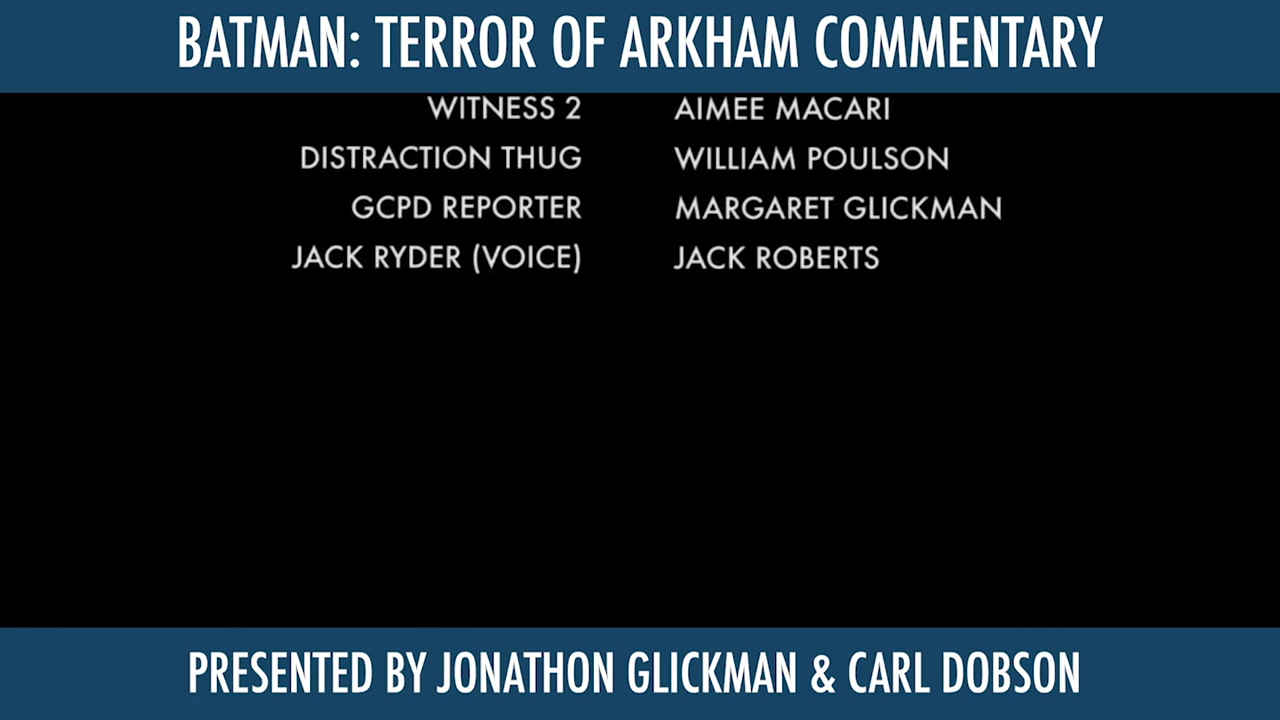 BATMAN: TERROR OF ARKHAM COMMENTARY
WITNESS 2 AIMEE MACARI
DISTRACTION THUG WILLIAM POULSON
GCPD REPORTER MARGARET GLICKMAN
JACK RYDER (VOICE) JACK ROBERTS
PRESENTED BY JONATHON GLICKMAN & CARL DOBSON